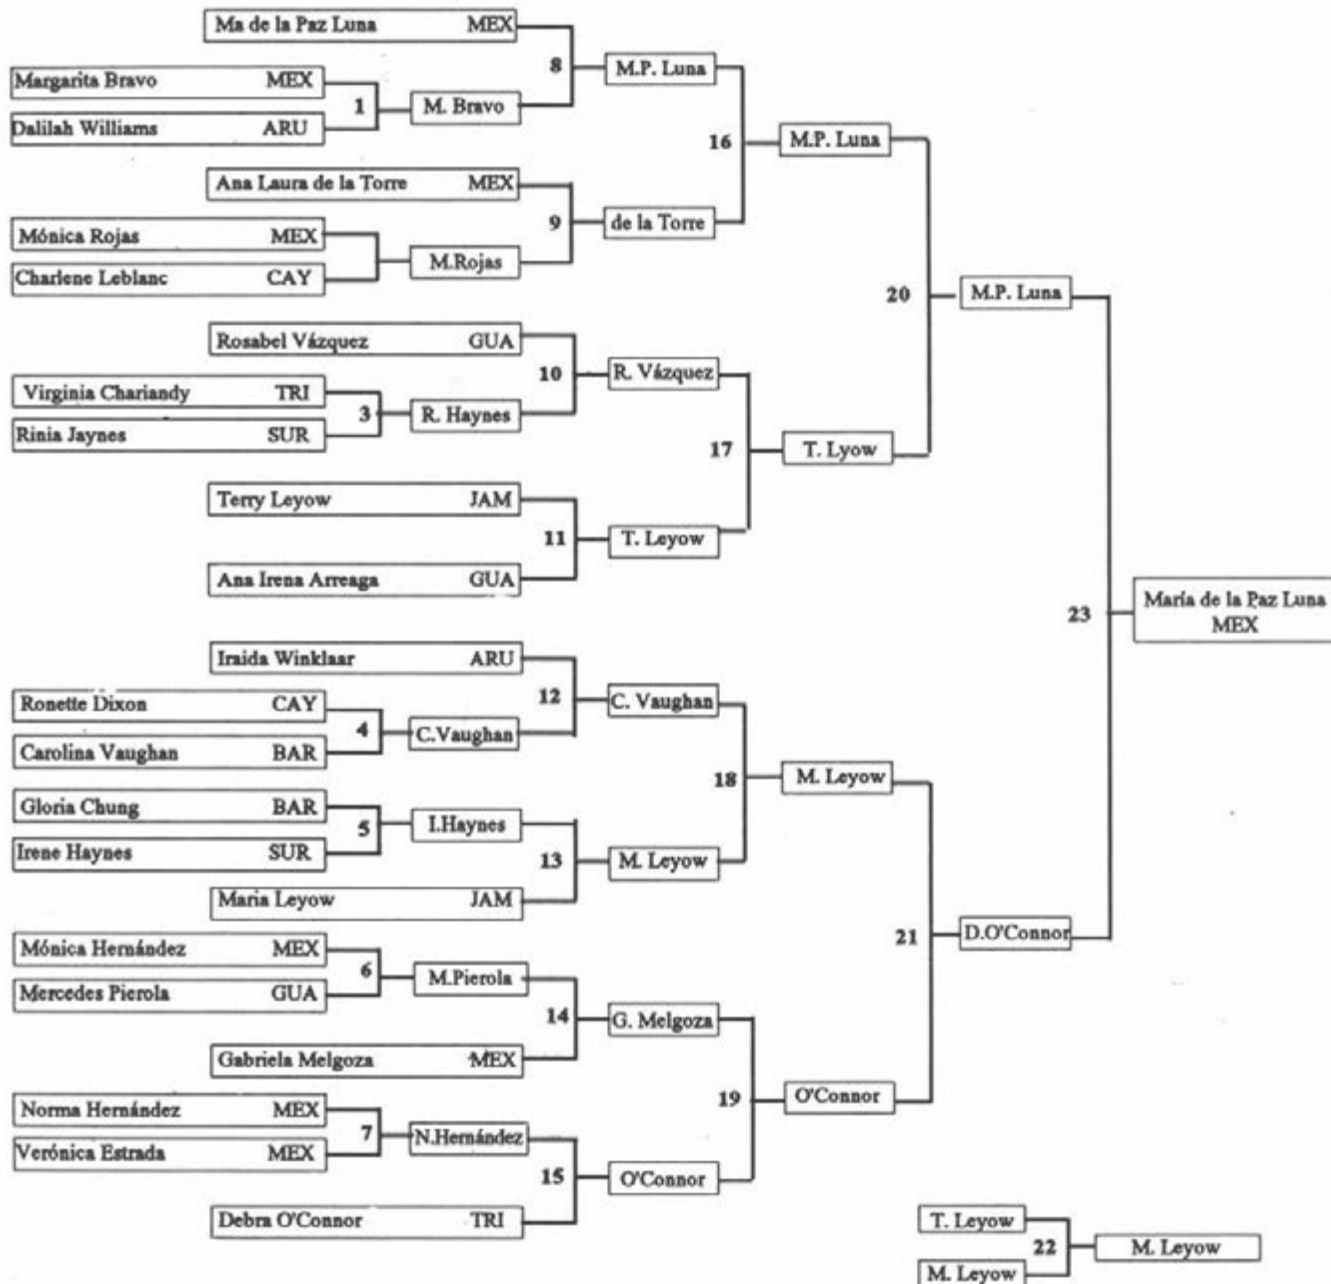 Ma de la Paz Luna MEX
Margarita Bravo MEX
Dalilah Williams ARU
1
M. Bravo
8
M.P. Luna
Ana Laura de la Torre MEX
Mónica Rojas MEX
Charlene Leblanc CAY
M.Rojas
9
de la Torre
16
M.P. Luna
Rosabel Vázquez GUA
Virginia Chariandy TRI
Rinia Jaynes SUR
3
R. Haynes
10
R. Vázquez
Terry Leyow JAM
Ana Irena Arreaga GUA
11
T. Leyow
17
T. Lyow
20
M.P. Luna
Iraida Winklaar ARU
Ronette Dixon CAY
Carolina Vaughan BAR
4
C.Vaughan
12
C. Vaughan
Gloria Chung BAR
Irene Haynes SUR
5
I.Haynes
Maria Leyow JAM
13
M. Leyow
18
M. Leyow
Mónica Hernández MEX
Mercedes Pierola GUA
6
M.Pierola
Gabriela Melgoza MEX
14
G. Melgoza
Norma Hernández MEX
Verónica Estrada MEX
7
N.Hernández
Debra O'Connor TRI
15
O'Connor
19
O'Connor
21
D.O'Connor
23
María de la Paz Luna
MEX
T. Leyow
M. Leyow
22
M. Leyow